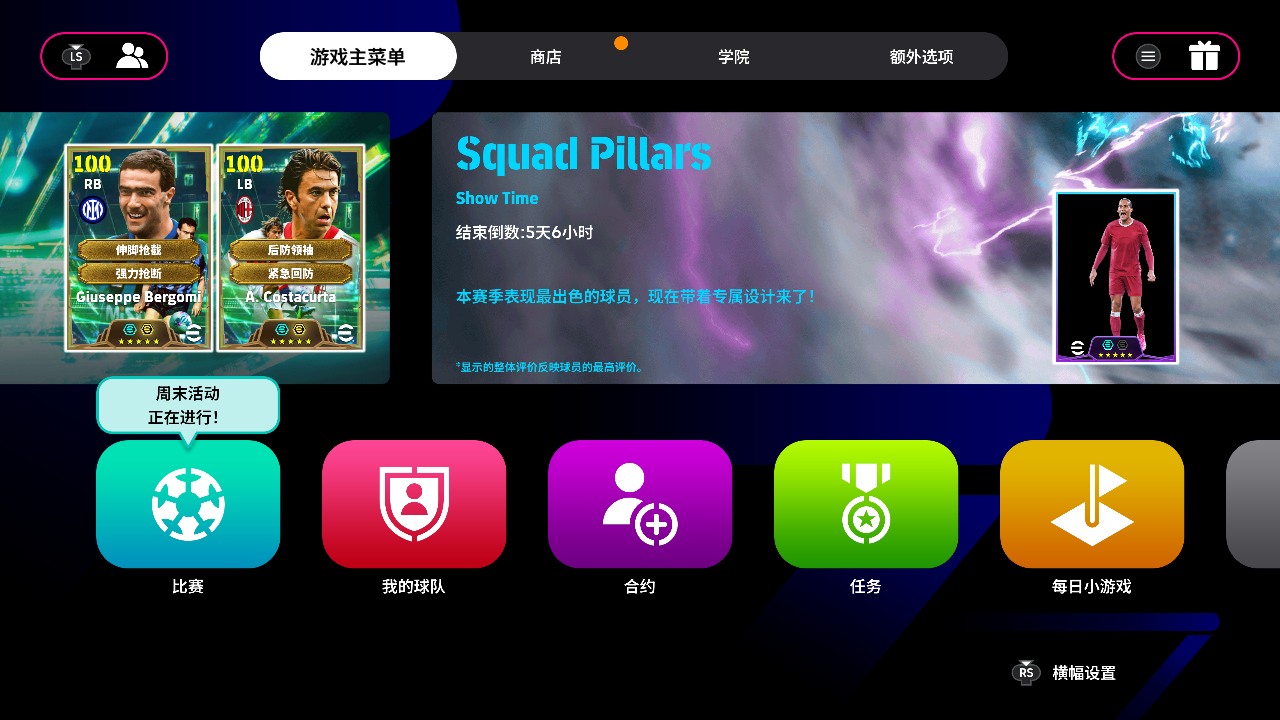 LS
游戏主菜单
商店
学院
额外选项
100
RB
伸脚抢截
强力抢断
Giuseppe Bergomi
100
LB
后防领袖
紧急回防
A. Costacurta
Squad Pillars
Show Time
结束倒数:5天6小时
本赛季表现最出色的球员，现在带着专属设计来了!
*显示的整体评价反映球员的最高评价。
周末活动
正在进行!
比赛
我的球队
合约
任务
每日小游戏
RS
横幅设置